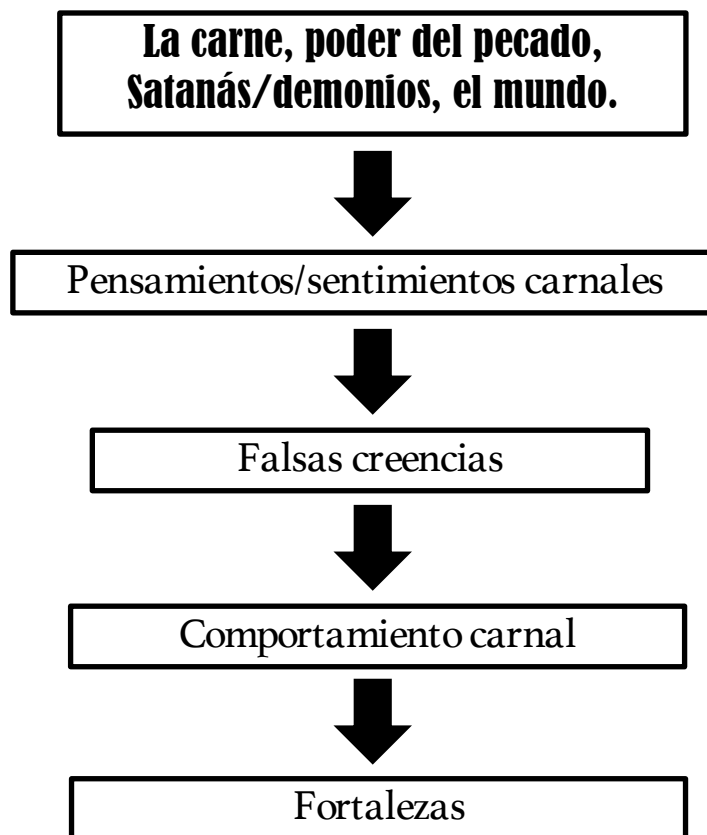 La carne, poder del pecado,
Satanás/demonios, el mundo.
Pensamientos/sentimientos carnales
Falsas creencias
Comportamiento carnal
Fortalezas